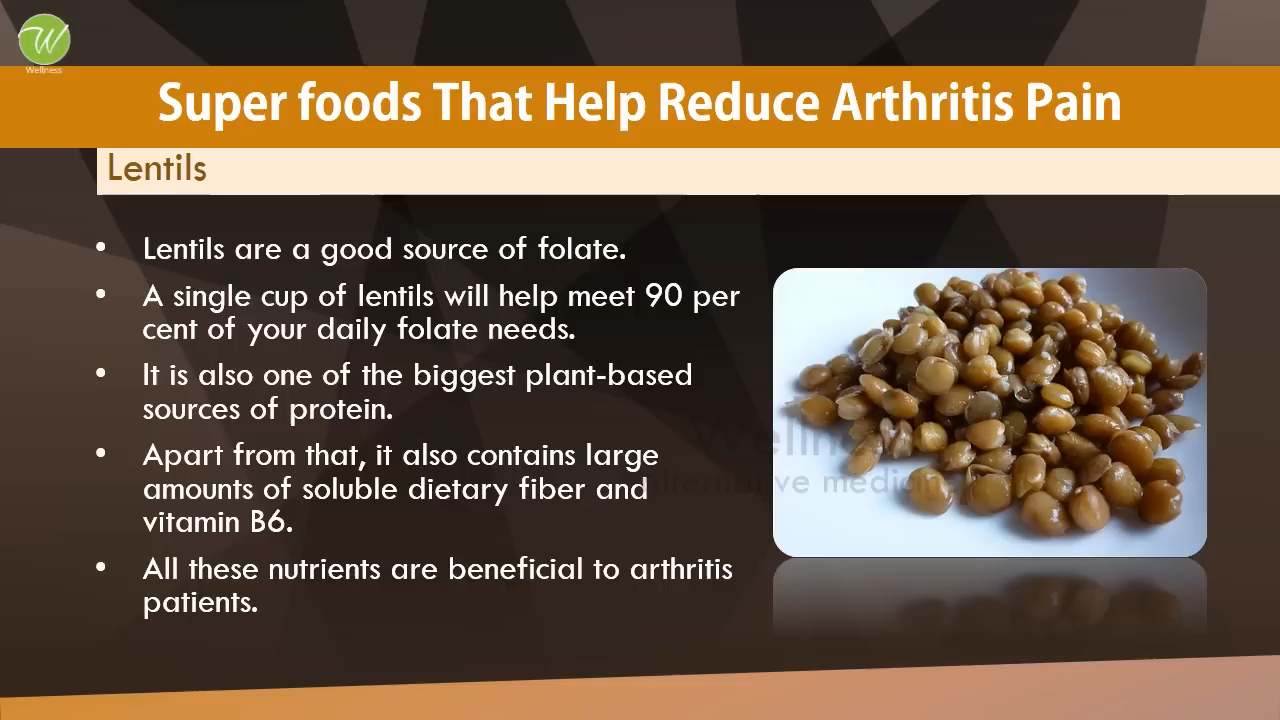 W
Wellness
Super foods That Help Reduce Arthritis Pain
Lentils
• Lentils are a good source of folate.
• A single cup of lentils will help meet 90 per
cent of your daily folate needs.
• It is also one of the biggest plant-based
sources of protein.
• Apart from that, it also contains large
amounts of soluble dietary fiber and
vitamin B6.
• All these nutrients are beneficial to arthritis
patients.